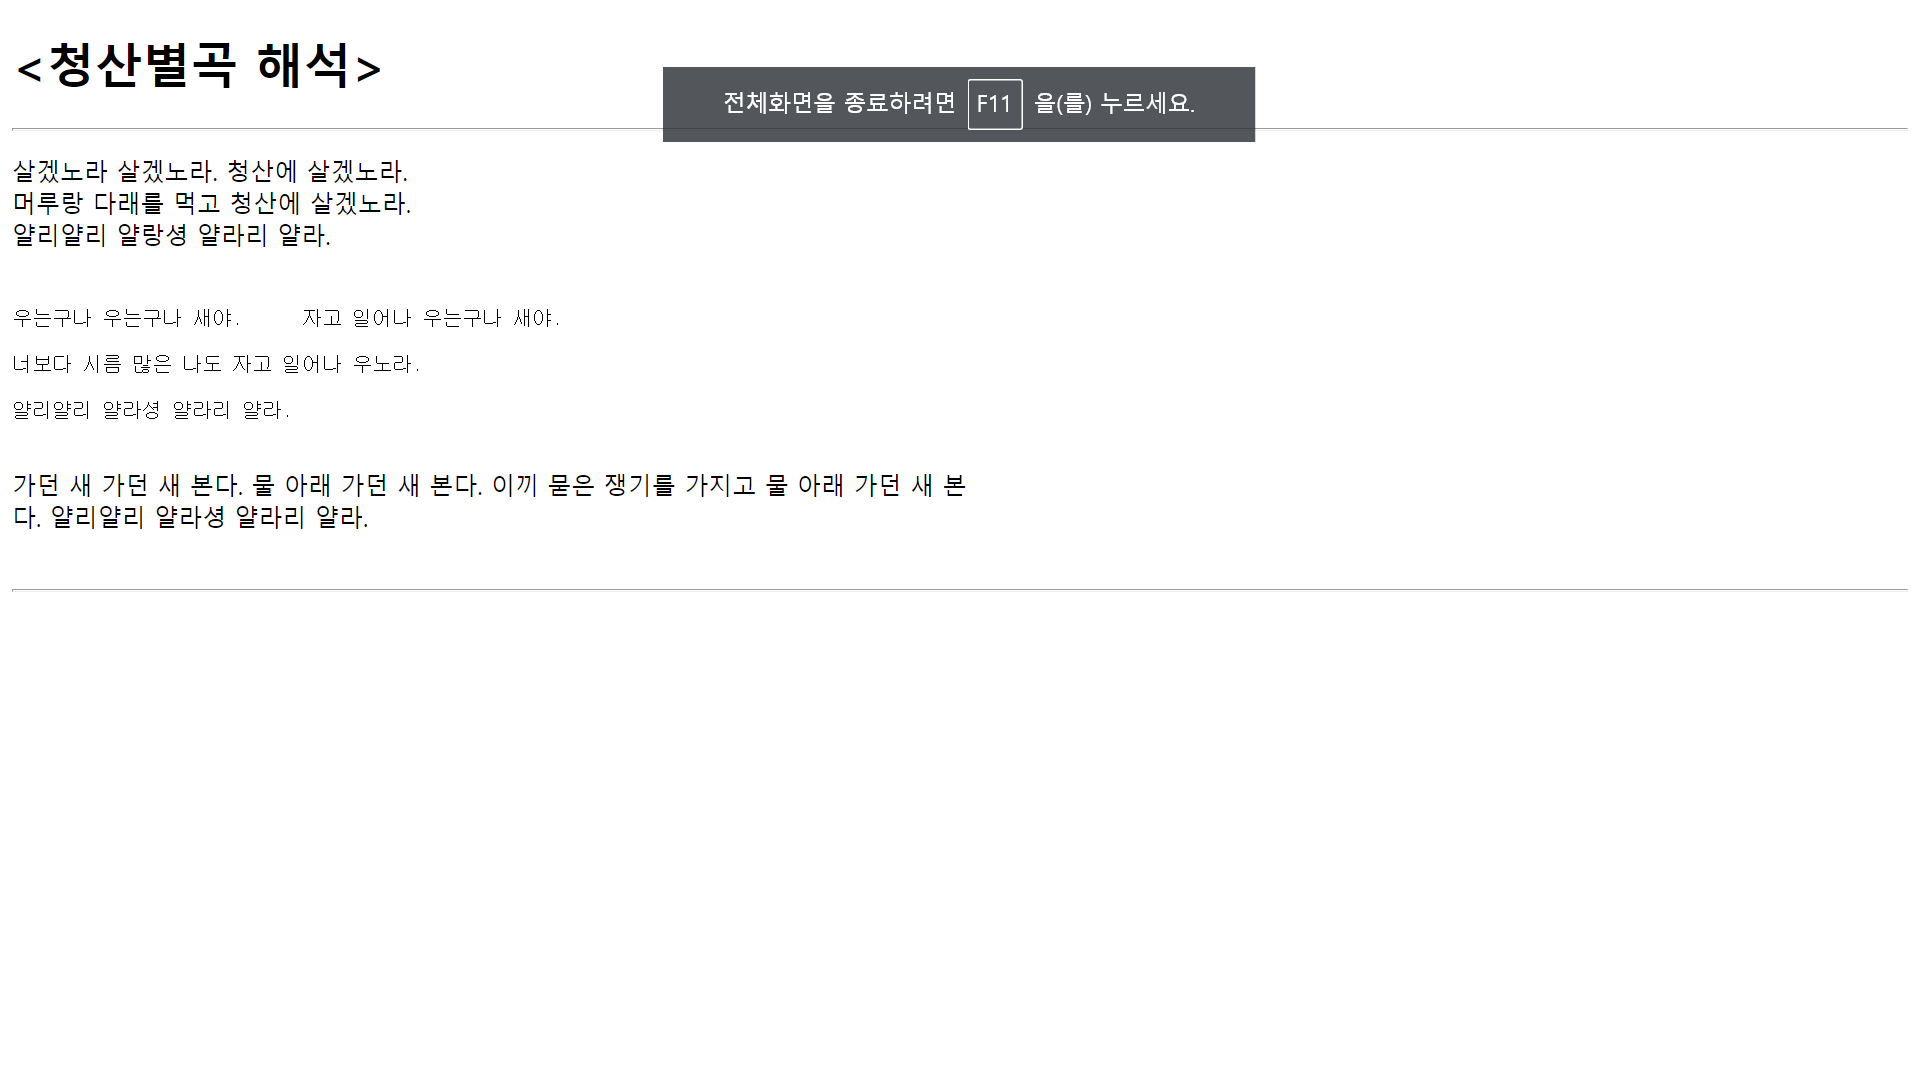 <청산별곡 해석>
전체화면을 종료하려면 F11 을(를) 누르세요.
살겠노라 살겠노라. 청산에 살겠노라.
머루랑 다래를 먹고 청산에 살겠노라.
얄리얄리 얄랑셩 얄라리 얄라.
우는구나 우는구나 새야. 자고 일어나 우는구나 새야.
너보다 시름 많은 나도 자고 일어나 우노라.
얄리얄리 얄라셩 얄라리 얄라.
가던 새 가던 새 본다. 물 아래 가던 새 본다. 이끼 묻은 쟁기를 가지고 물 아래 가던 새 본
다. 얄리얄리 얄라셩 얄라리 얄라.